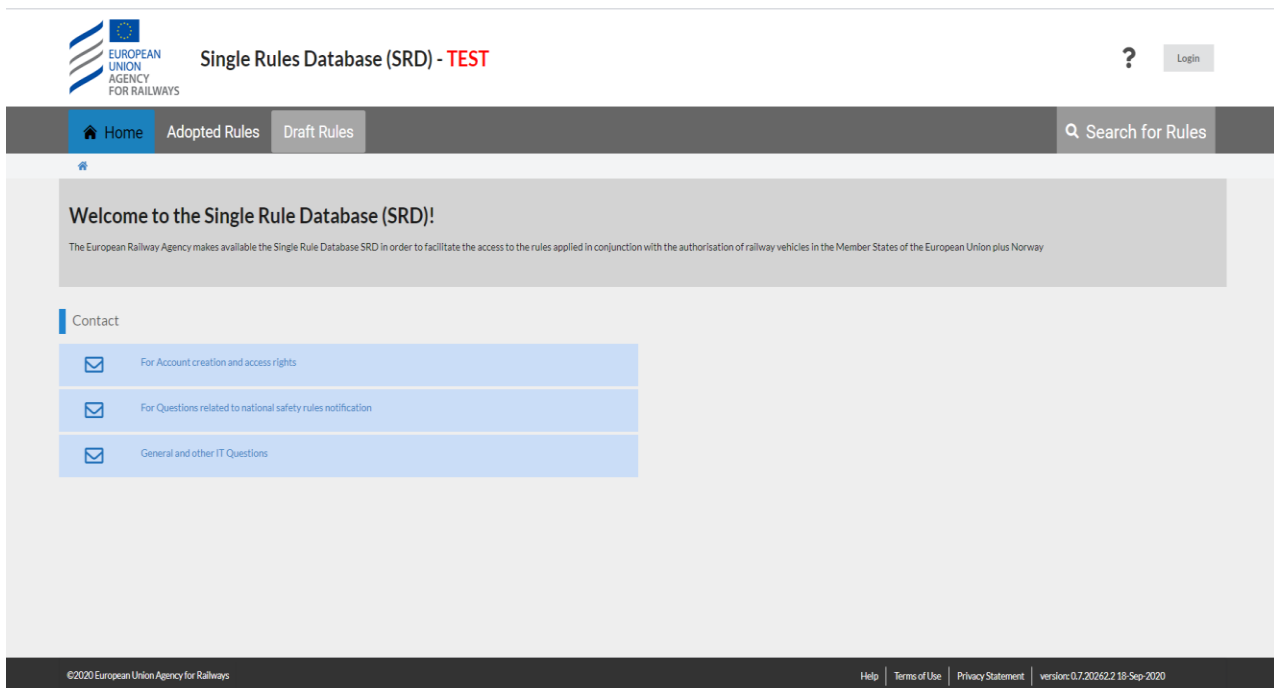 EUROPEAN
UNION
AGENCY
FOR RAILWAYS
Single Rules Database (SRD) - TEST
?
Login
Home
Adopted Rules
Draft Rules
Search for Rules
Welcome to the Single Rule Database (SRD)!
The European Railway Agency makes available the Single Rule Database SRD in order to facilitate the access to the rules applied in conjunction with the authorisation of railway vehicles in the Member States of the European Union plus Norway
Contact
For Account creation and access rights
For Questions related to national safety rules notification
General and other IT Questions
©2020 European Union Agency for Railways
Help | Terms of Use | Privacy Statement | version: 0.7.20262.2 18-Sep-2020